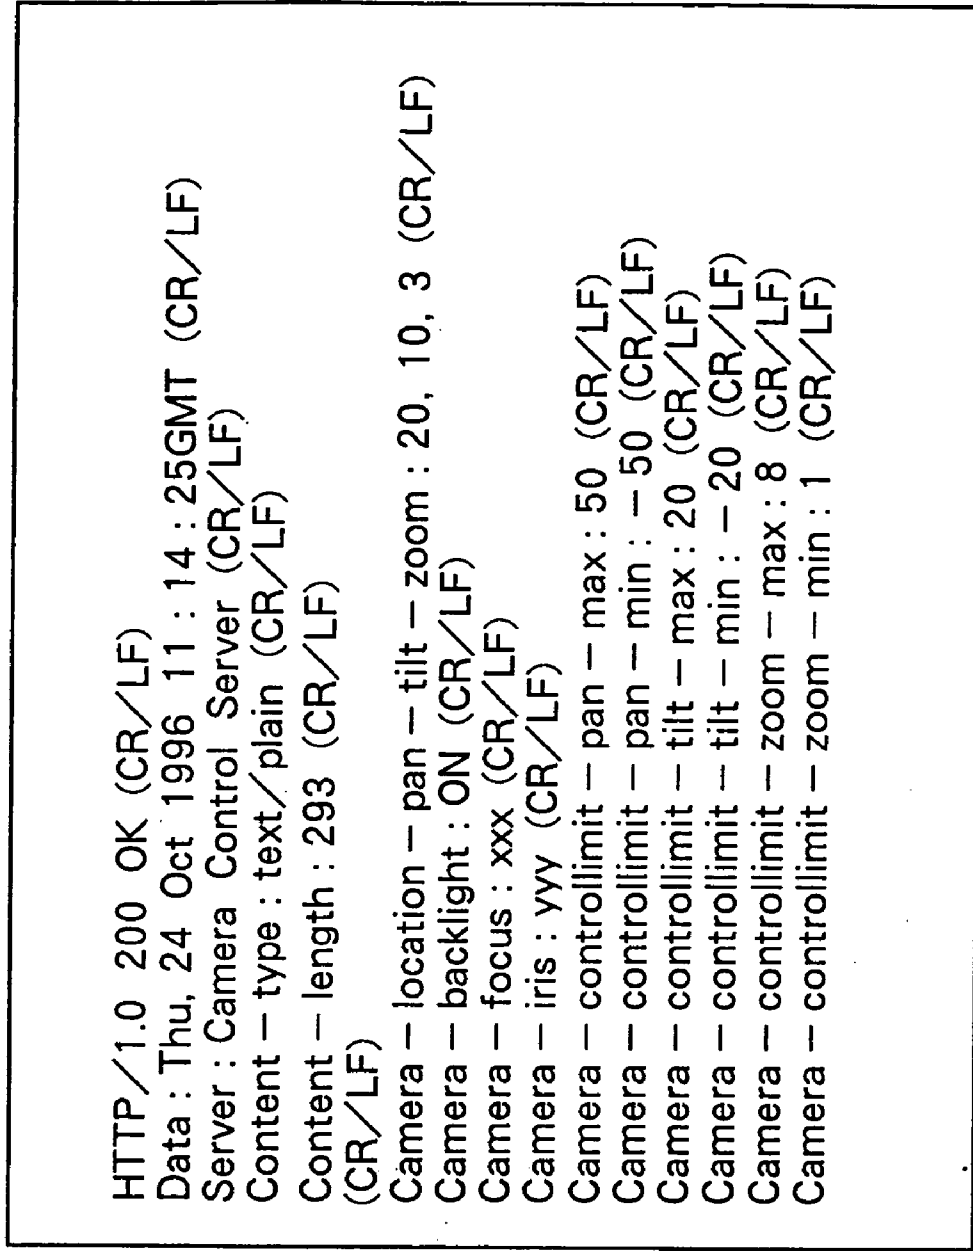 HTTP/1.0 200 OK (CR/LF)
Data : Thu, 24 Oct 1996 11 : 14 : 25GMT (CR/LF)
Server : Camera Control Server (CR/LF)
Content – type : text/plain (CR/LF)
Content – length : 293 (CR/LF)
(CR/LF)
Camera – location – pan – tilt – zoom : 20, 10, 3 (CR/LF)
Camera – backlight : ON (CR/LF)
Camera – focus : xxx (CR/LF)
Camera – iris : yyy (CR/LF)
Camera – controllimit – pan – max : 50 (CR/LF)
Camera – controllimit – pan – min : – 50 (CR/LF)
Camera – controllimit – tilt – max : 20 (CR/LF)
Camera – controllimit – tilt – min : – 20 (CR/LF)
Camera – controllimit – zoom – max : 8 (CR/LF)
Camera – controllimit – zoom – min : 1 (CR/LF)